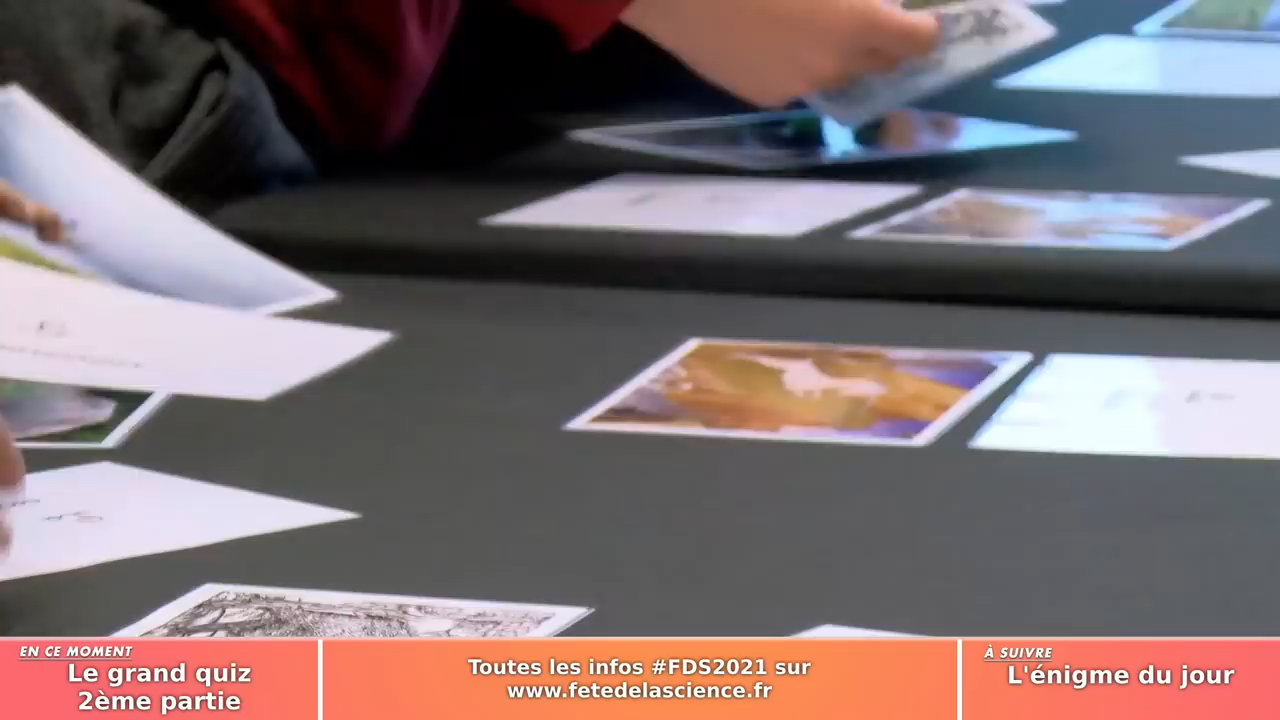 EN CE MOMENT
Le grand quiz
2ème partie
Toutes les infos #FDS2021 sur
www.fetedelascience.fr
À SUIVRE
L'énigme du jour